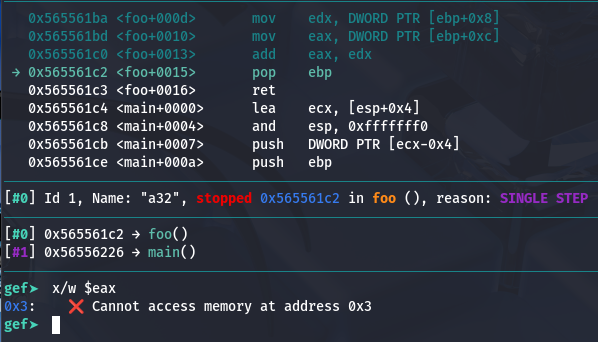 0x565561ba <foo+000d> mov edx, DWORD PTR [ebp+0x8]
0x565561bd <foo+0010> mov eax, DWORD PTR [ebp+0xc]
0x565561c0 <foo+0013> add eax, edx
→ 0x565561c2 <foo+0015> pop ebp
0x565561c3 <foo+0016> ret
0x565561c4 <main+0000> lea ecx, [esp+0x4]
0x565561c8 <main+0004> and esp, 0xfffffff0
0x565561cb <main+0007> push DWORD PTR [ecx-0x4]
0x565561ce <main+000a> push ebp
[#0] Id 1, Name: "a32", stopped 0x565561c2 in foo (), reason: SINGLE STEP
[#0] 0x565561c2 → foo()
[#1] 0x56556226 → main()
gef➤ x/w $eax
0x3: ❌ Cannot access memory at address 0x3
gef➤